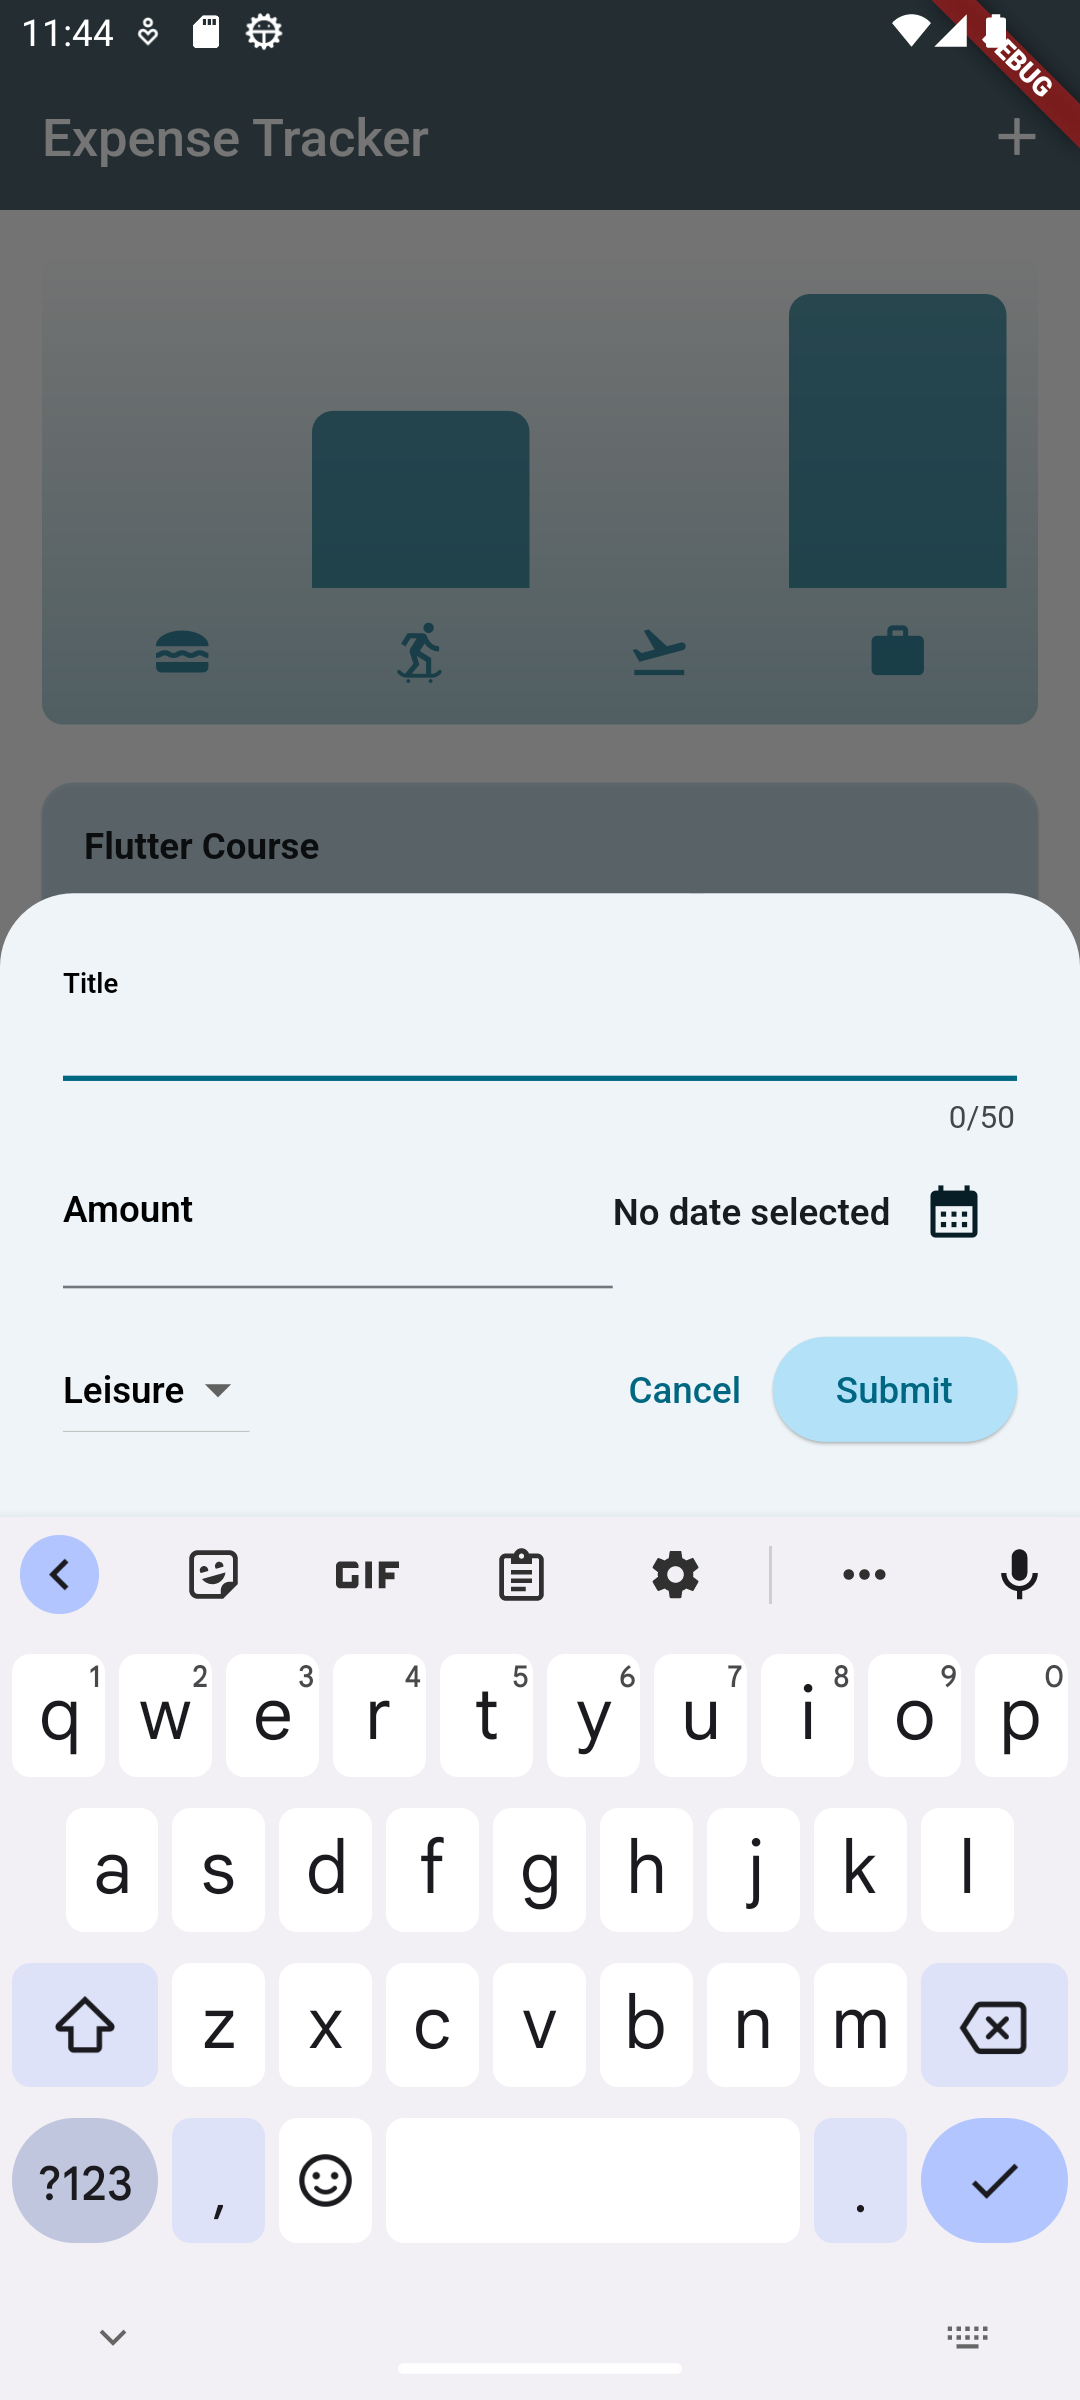 11:44
EBUG
Expense Tracker
Flutter Course
Title
0/50
Amount
No date selected
Leisure
Cancel
Submit
GIF
1 2 3 4 5 6 7 8 9 0
q w e r t y u i o p
a s d f g h j k l
z x c v b n m
?123 , .